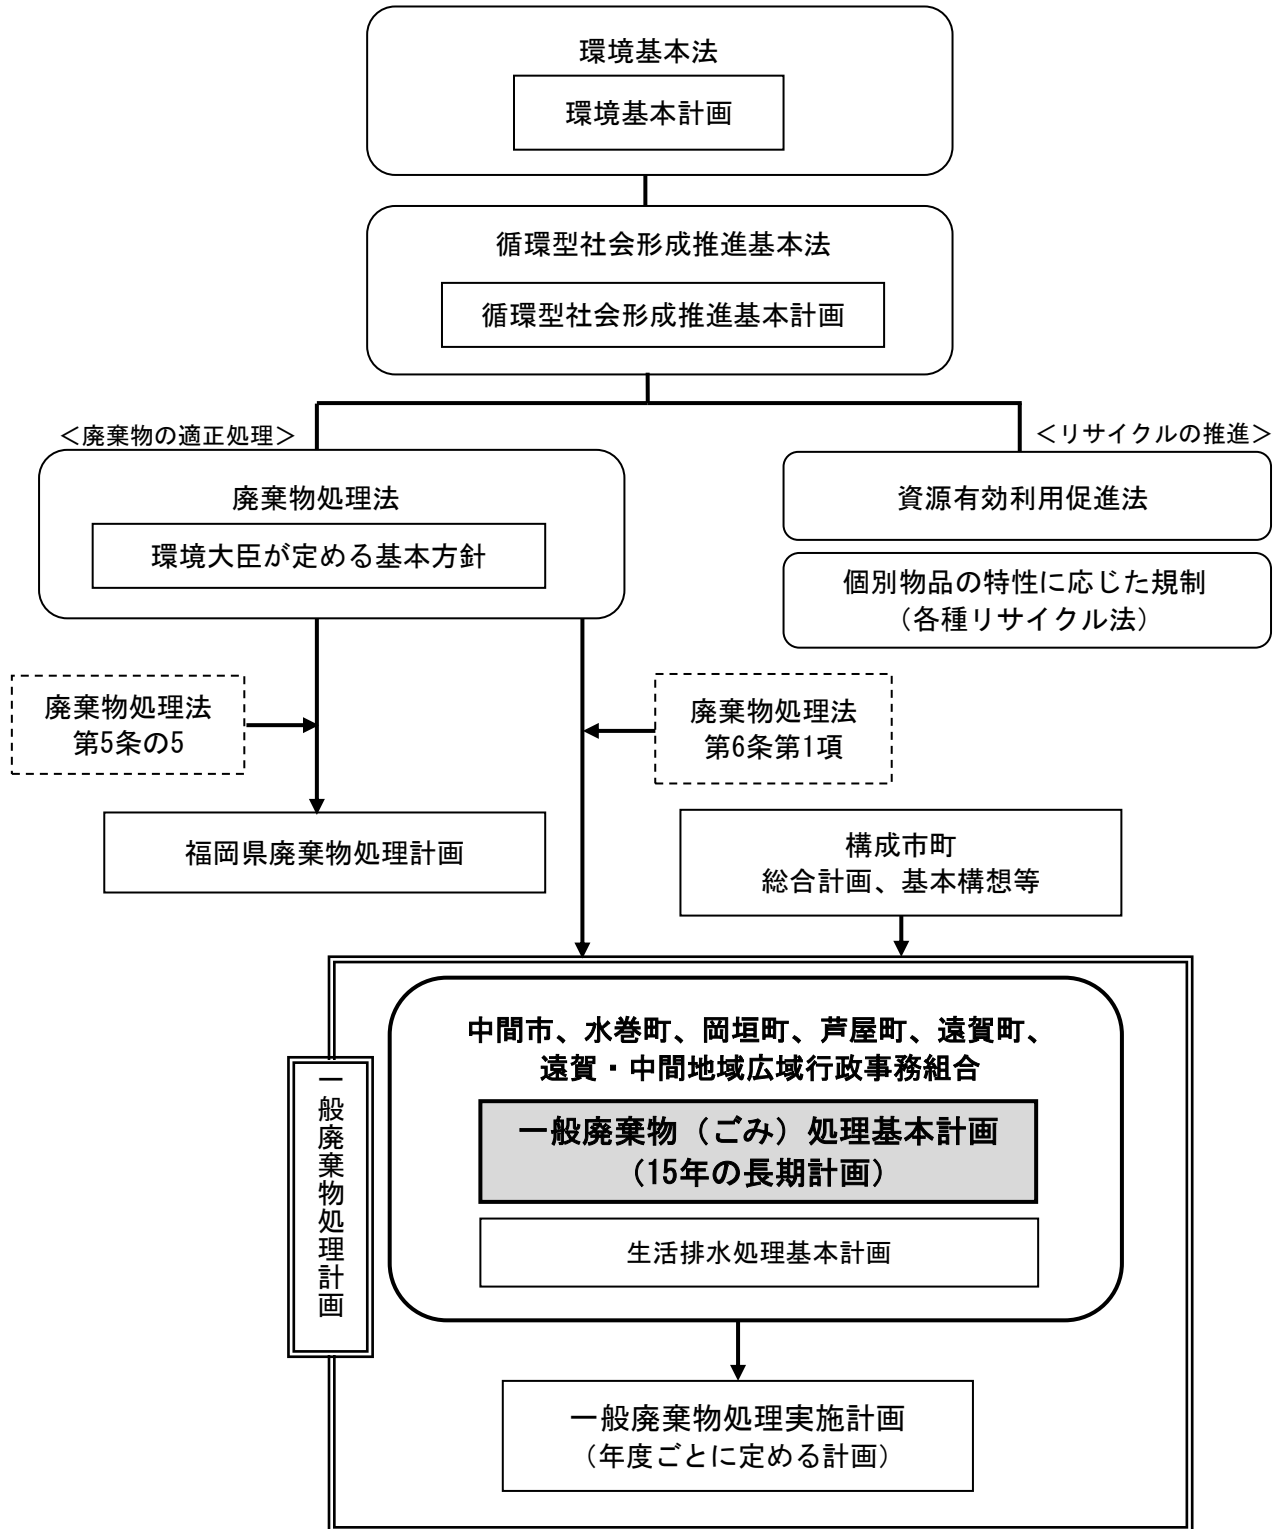 環境基本法
環境基本計画
循環型社会形成推進基本法
循環型社会形成推進基本計画
＜廃棄物の適正処理＞
＜リサイクルの推進＞
廃棄物処理法
環境大臣が定める基本方針
資源有効利用促進法
個別物品の特性に応じた規制
（各種リサイクル法）
廃棄物処理法
第5条の5
廃棄物処理法
第6条第1項
福岡県廃棄物処理計画
構成市町
総合計画、基本構想等
中間市、水巻町、岡垣町、芦屋町、遠賀町、
遠賀・中間地域広域行政事務組合
一般廃棄物処理計画
一般廃棄物（ごみ）処理基本計画
（15年の長期計画）
生活排水処理基本計画
一般廃棄物処理実施計画
（年度ごとに定める計画）